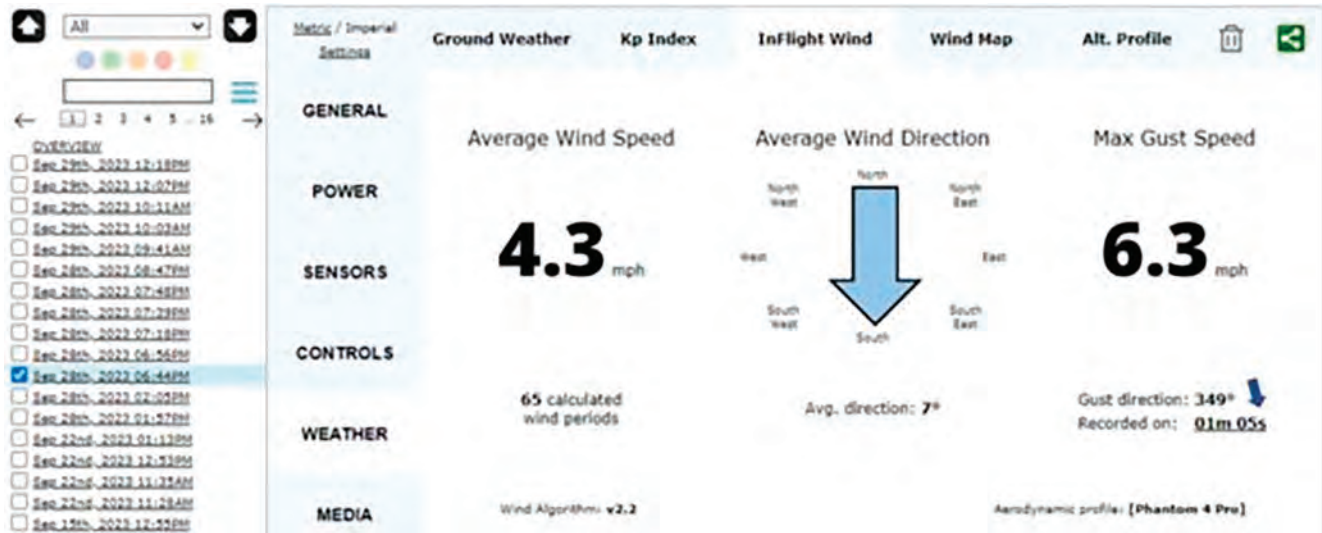 All
1 2 3 4 5 .. 16
OVERVIEW
Sep 29th, 2023 12:18PM
Sep 29th, 2023 12:07PM
Sep 29th, 2023 10:11AM
Sep 29th, 2023 10:03AM
Sep 29th, 2023 09:41AM
Sep 28th, 2023 08:47PM
Sep 28th, 2023 07:48PM
Sep 28th, 2023 07:39PM
Sep 28th, 2023 07:18PM
Sep 28th, 2023 06:56PM
Sep 28th, 2023 06:44PM
Sep 28th, 2023 02:05PM
Sep 28th, 2023 01:57PM
Sep 22nd, 2023 01:13PM
Sep 22nd, 2023 12:53PM
Sep 22nd, 2023 11:35AM
Sep 22nd, 2023 11:28AM
Sep 15th, 2023 12:55PM
Metric / Imperial
Settings
GENERAL
POWER
SENSORS
CONTROLS
WEATHER
MEDIA
Ground Weather Kp Index InFlight Wind Wind Map Alt. Profile
Average Wind Speed
4.3 mph
65 calculated
wind periods
Wind Algorithm: v2.2
Average Wind Direction
North
North West
North East
West
East
South West
South East
South
Avg. direction: 7°
Max Gust Speed
6.3 mph
Gust direction: 349°
Recorded on: 01m 05s
Aerodynamic profile: [Phantom 4 Pro]